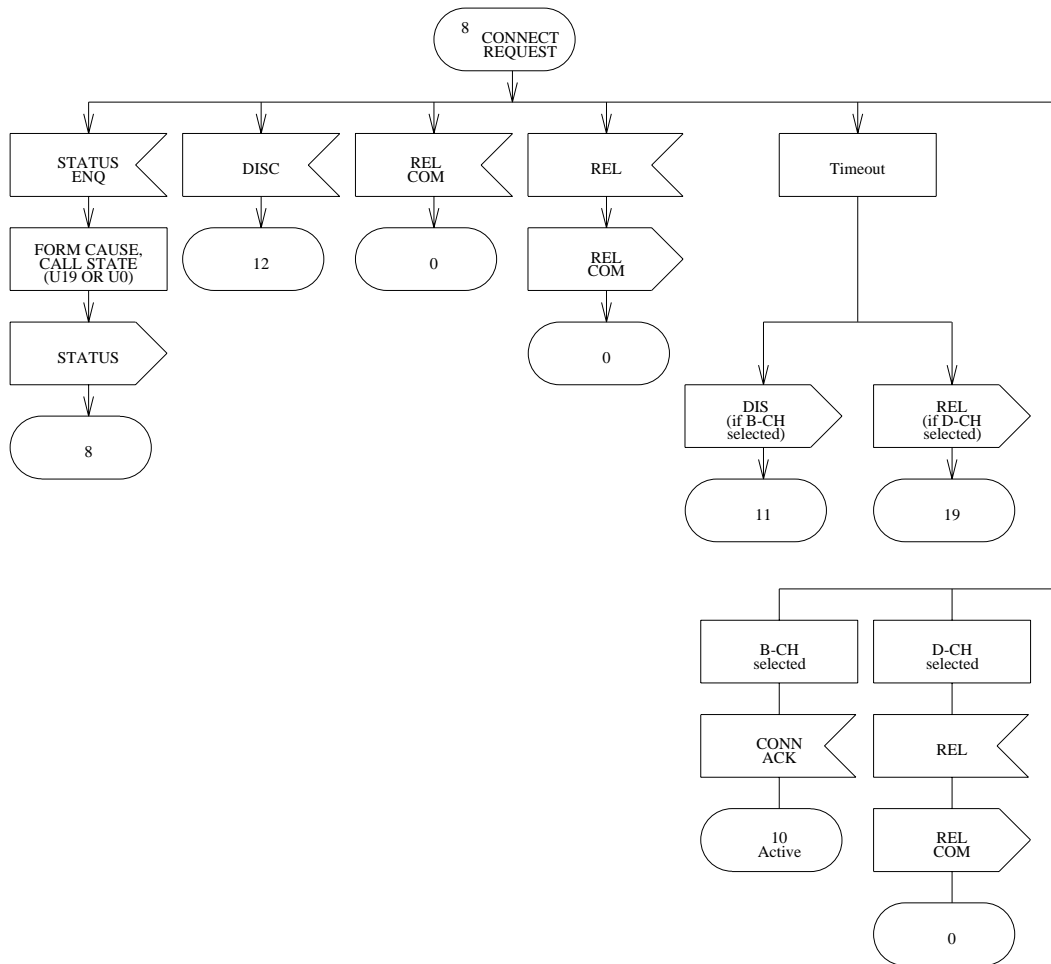 8 CONNECT
REQUEST
STATUS
ENQ
DISC
REL
COM
REL
Timeout
FORM CAUSE,
CALL STATE
(U19 OR U0)
12
0
REL
COM
STATUS
0
DIS
(if B-CH
selected)
REL
(if D-CH
selected)
8
11
19
B-CH
selected
D-CH
selected
CONN
ACK
REL
10
Active
REL
COM
0